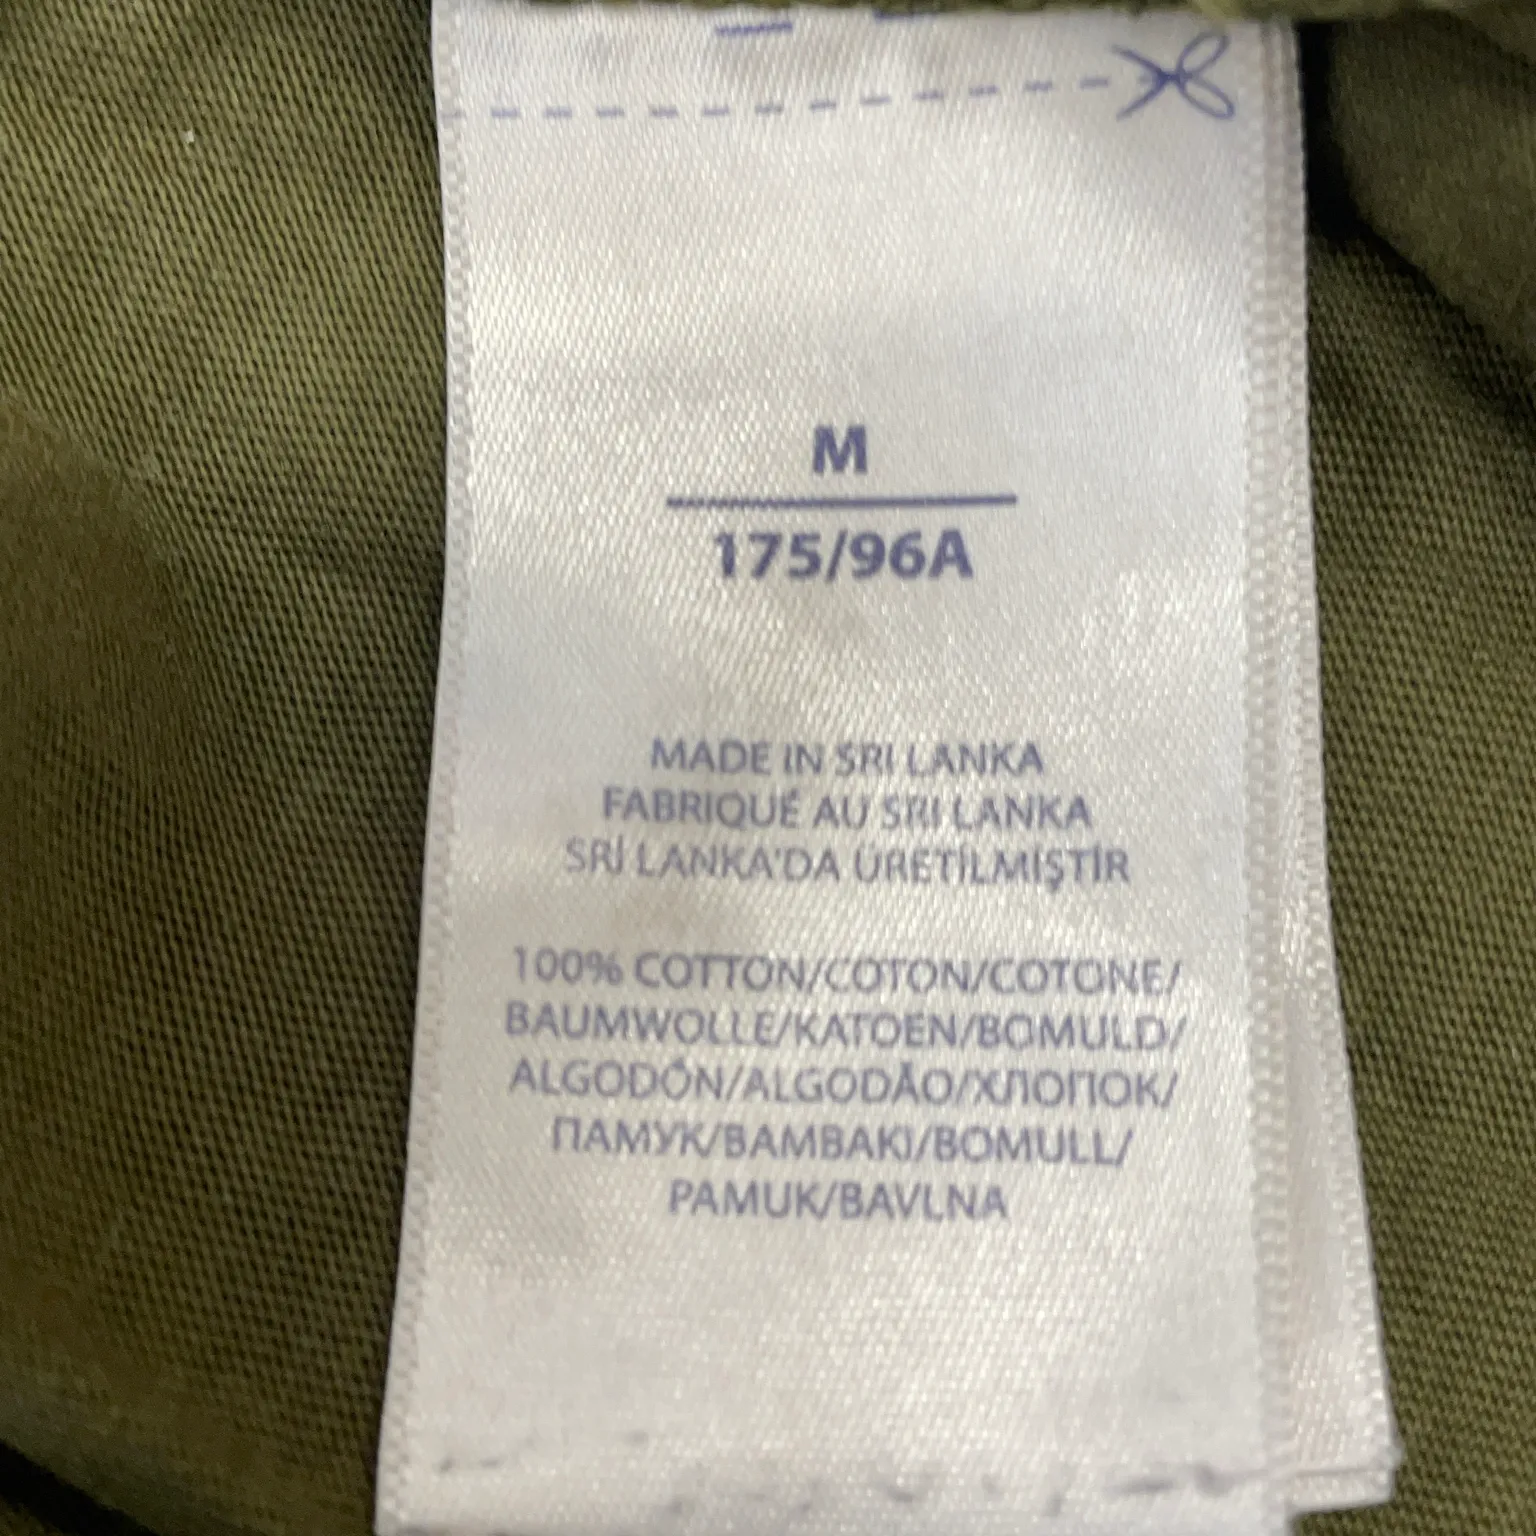 M
175/96A
MADE IN SRI LANKA
FABRIQUÉ AU SRI LANKA
SRİ LANKA'DA ÜRETİLMİŞTİR
100% COTTON/COTON/COTONE/
BAUMWOLLE/KATOEN/BOMULD/
ALGODÓN/ALGODÃO/ХЛОПОК/
ПАМУК/ΒΑΜΒΑΚΙ/BOMULL/
PAMUK/BAVLNA